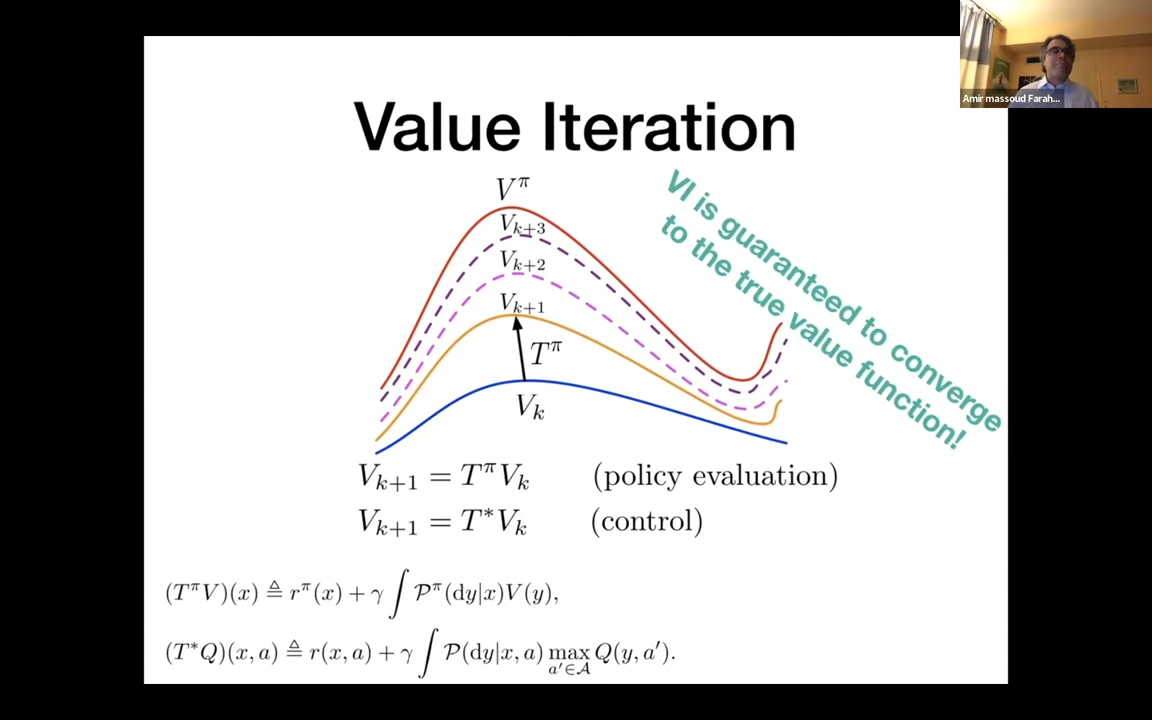 Amir massoud Farah...
Value Iteration
V^π
V_{k+3}
V_{k+2}
V_{k+1}
T^π
V_k
VI is guaranteed to converge
to the true value function!
V_{k+1} = T^π V_k (policy evaluation)
V_{k+1} = T^* V_k (control)
(T^π V)(x) ≜ r^π(x) + γ ∫ 𝒫^π(dy|x)V(y),
(T^*Q)(x, a) ≜ r(x, a) + γ ∫ 𝒫(dy|x, a) max_{a'∈𝒜} Q(y, a').